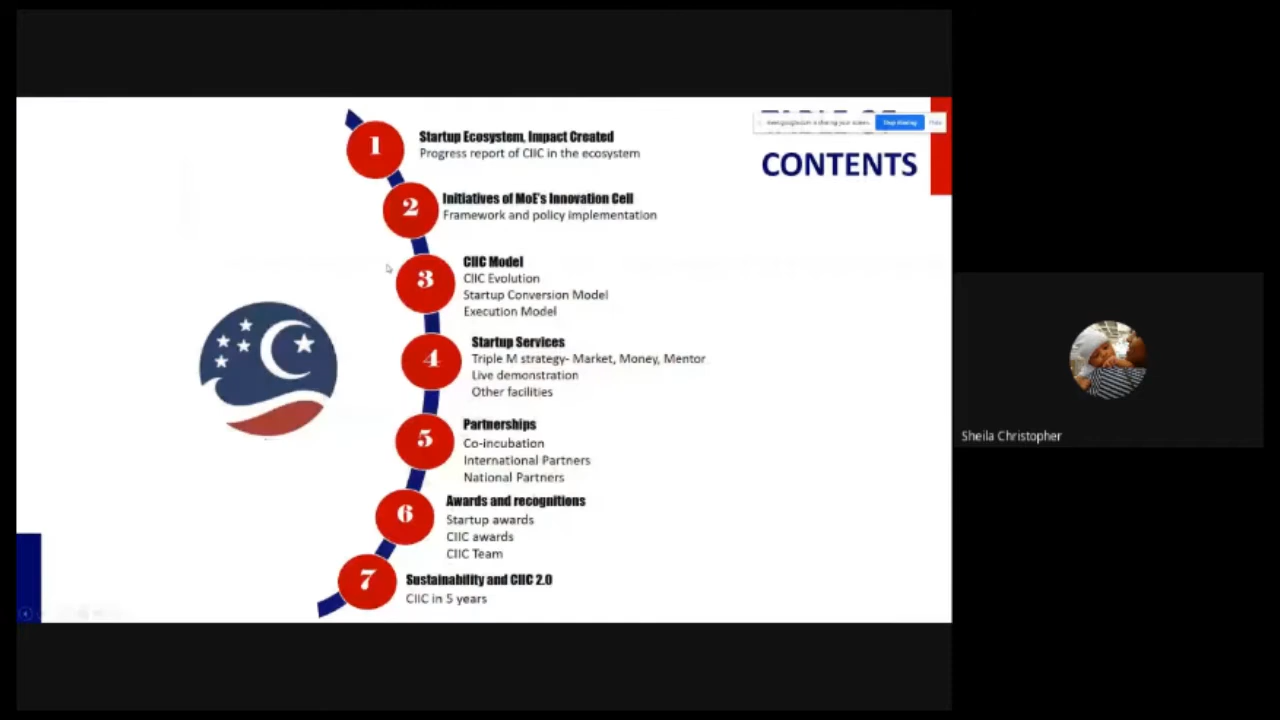 CONTENTS
Stop sharing
Hide
1
Startup Ecosystem, Impact Created
Progress report of CIIC in the ecosystem
2
Initiatives of MoE's Innovation Cell
Framework and policy implementation
3
CIIC Model
CIIC Evolution
Startup Conversion Model
Execution Model
4
Startup Services
Triple M strategy- Market, Money, Mentor
Live demonstration
Other facilities
5
Partnerships
Co-incubation
International Partners
National Partners
6
Awards and recognitions
Startup awards
CIIC awards
CIIC Team
7
Sustainability and CIIC 2.0
CIIC in 5 years
Sheila Christopher